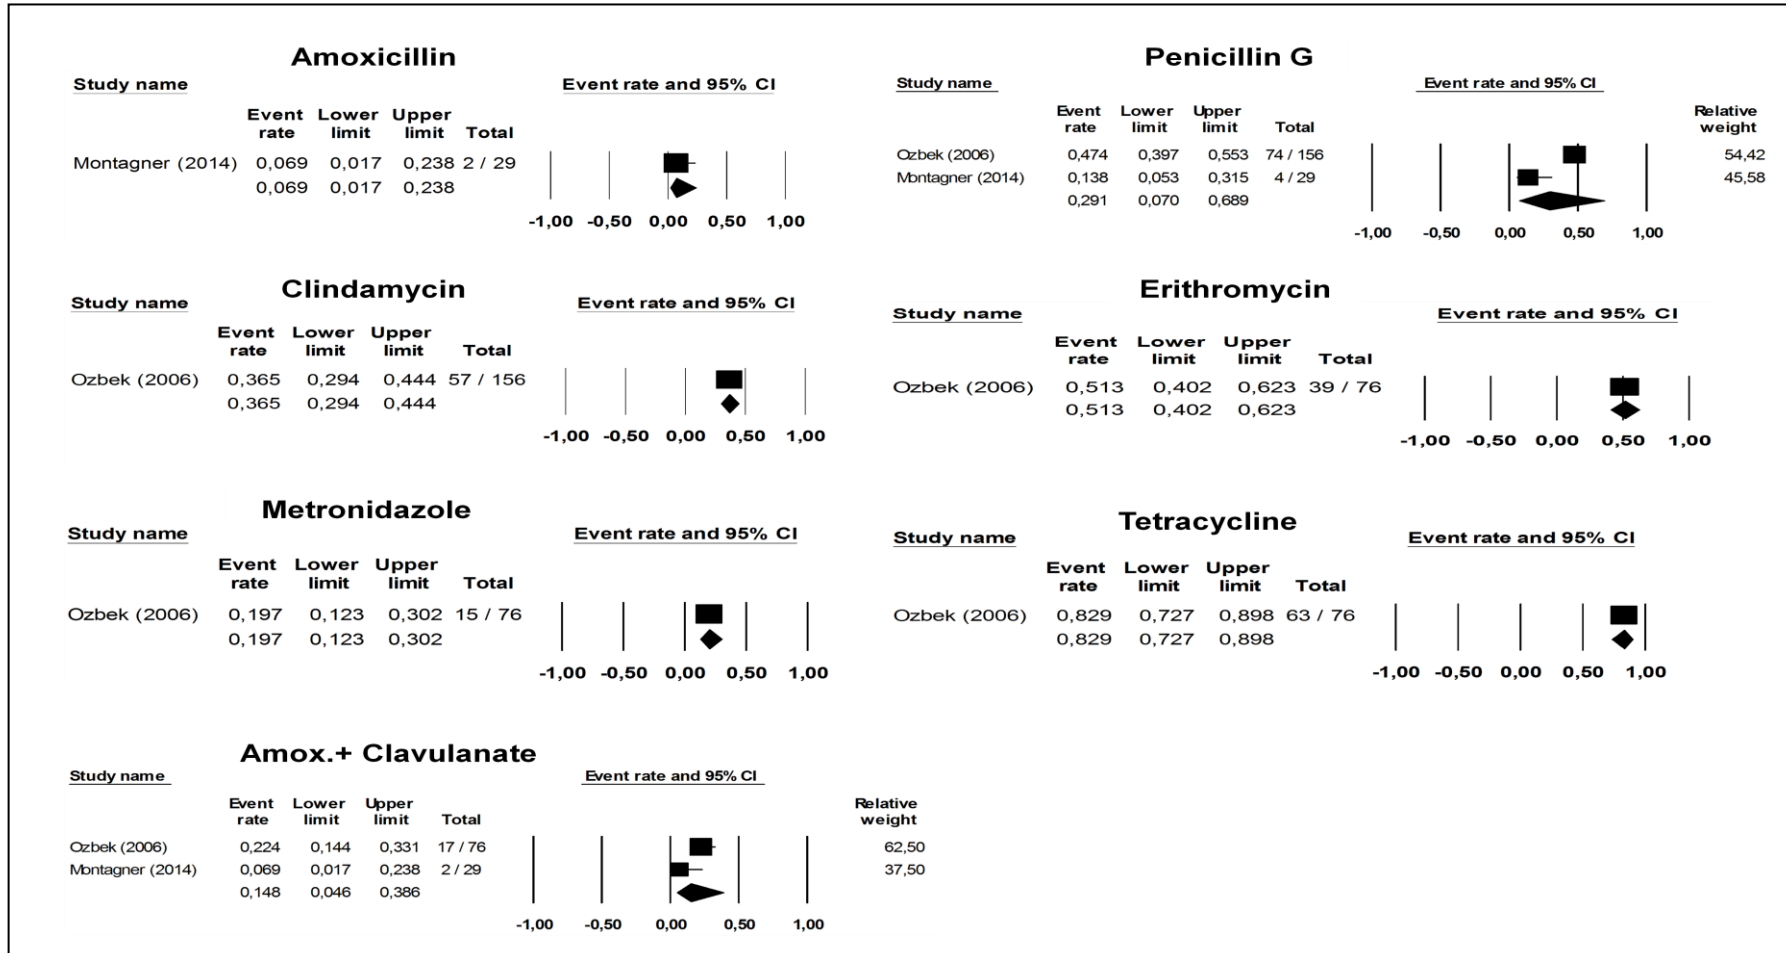 Amoxicillin
Study name Event rate and 95% CI
Event Lower Upper
rate limit limit Total
Montagner (2014) 0,069 0,017 0,238 2 / 29
0,069 0,017 0,238
-1,00 -0,50 0,00 0,50 1,00
Penicillin G
Study name Event rate and 95% CI
Event Lower Upper Relative
rate limit limit Total weight
Ozbek (2006) 0,474 0,397 0,553 74 / 156 54,42
Montagner (2014) 0,138 0,053 0,315 4 / 29 45,58
0,291 0,070 0,689
-1,00 -0,50 0,00 0,50 1,00
Clindamycin
Study name Event rate and 95% CI
Event Lower Upper
rate limit limit Total
Ozbek (2006) 0,365 0,294 0,444 57 / 156
0,365 0,294 0,444
-1,00 -0,50 0,00 0,50 1,00
Erithromycin
Study name Event rate and 95% CI
Event Lower Upper
rate limit limit Total
Ozbek (2006) 0,513 0,402 0,623 39 / 76
0,513 0,402 0,623
-1,00 -0,50 0,00 0,50 1,00
Metronidazole
Study name Event rate and 95% CI
Event Lower Upper
rate limit limit Total
Ozbek (2006) 0,197 0,123 0,302 15 / 76
0,197 0,123 0,302
-1,00 -0,50 0,00 0,50 1,00
Tetracycline
Study name Event rate and 95% CI
Event Lower Upper
rate limit limit Total
Ozbek (2006) 0,829 0,727 0,898 63 / 76
0,829 0,727 0,898
-1,00 -0,50 0,00 0,50 1,00
Amox.+ Clavulanate
Study name Event rate and 95% CI
Event Lower Upper Relative
rate limit limit Total weight
Ozbek (2006) 0,224 0,144 0,331 17 / 76 62,50
Montagner (2014) 0,069 0,017 0,238 2 / 29 37,50
0,148 0,046 0,386
-1,00 -0,50 0,00 0,50 1,00